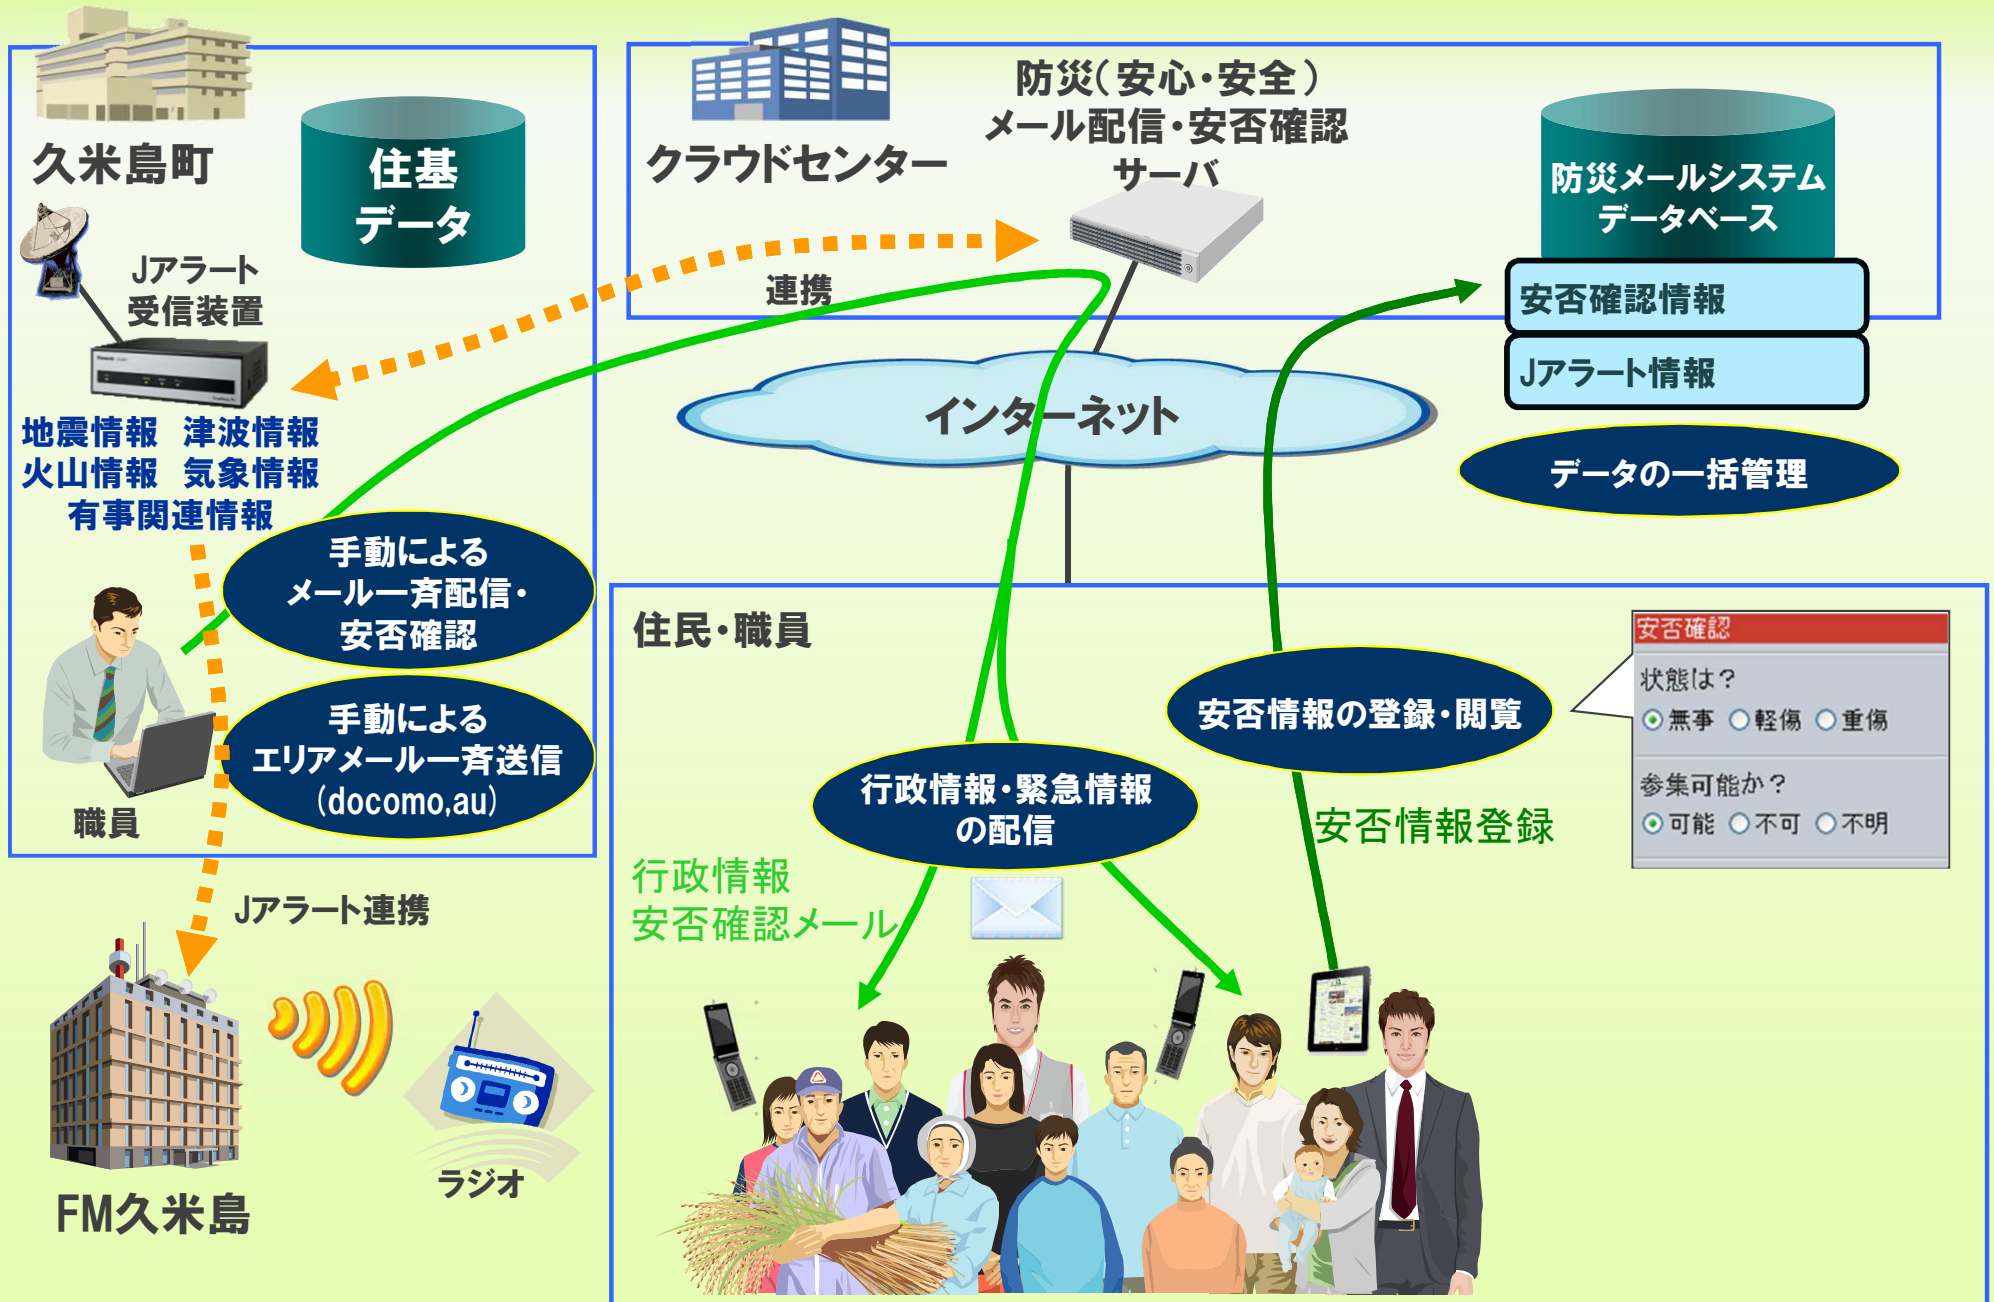 久米島町
住基
データ
Jアラート
受信装置
地震情報 津波情報
火山情報 気象情報
有事関連情報
手動による
メール一斉配信・
安否確認
手動による
エリアメール一斉送信
(docomo,au)
職員
Jアラート連携
FM久米島
ラジオ
クラウドセンター
防災(安心・安全)
メール配信・安否確認
サーバ
連携
防災メールシステム
データベース
安否確認情報
Jアラート情報
データの一括管理
インターネット
住民・職員
行政情報・緊急情報
の配信
行政情報
安否確認メール
安否情報の登録・閲覧
安否情報登録
安否確認
状態は?
無事 軽傷 重傷
参集可能か?
可能 不可 不明